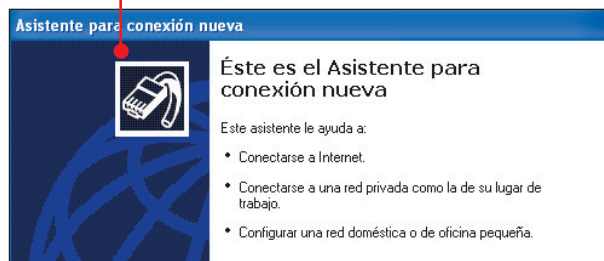 Asistente para conexión nueva
Éste es el Asistente para
conexión nueva
Este asistente le ayuda a:
• Conectarse a Internet.
• Conectarse a una red privada como la de su lugar de
trabajo.
• Configurar una red doméstica o de oficina pequeña.